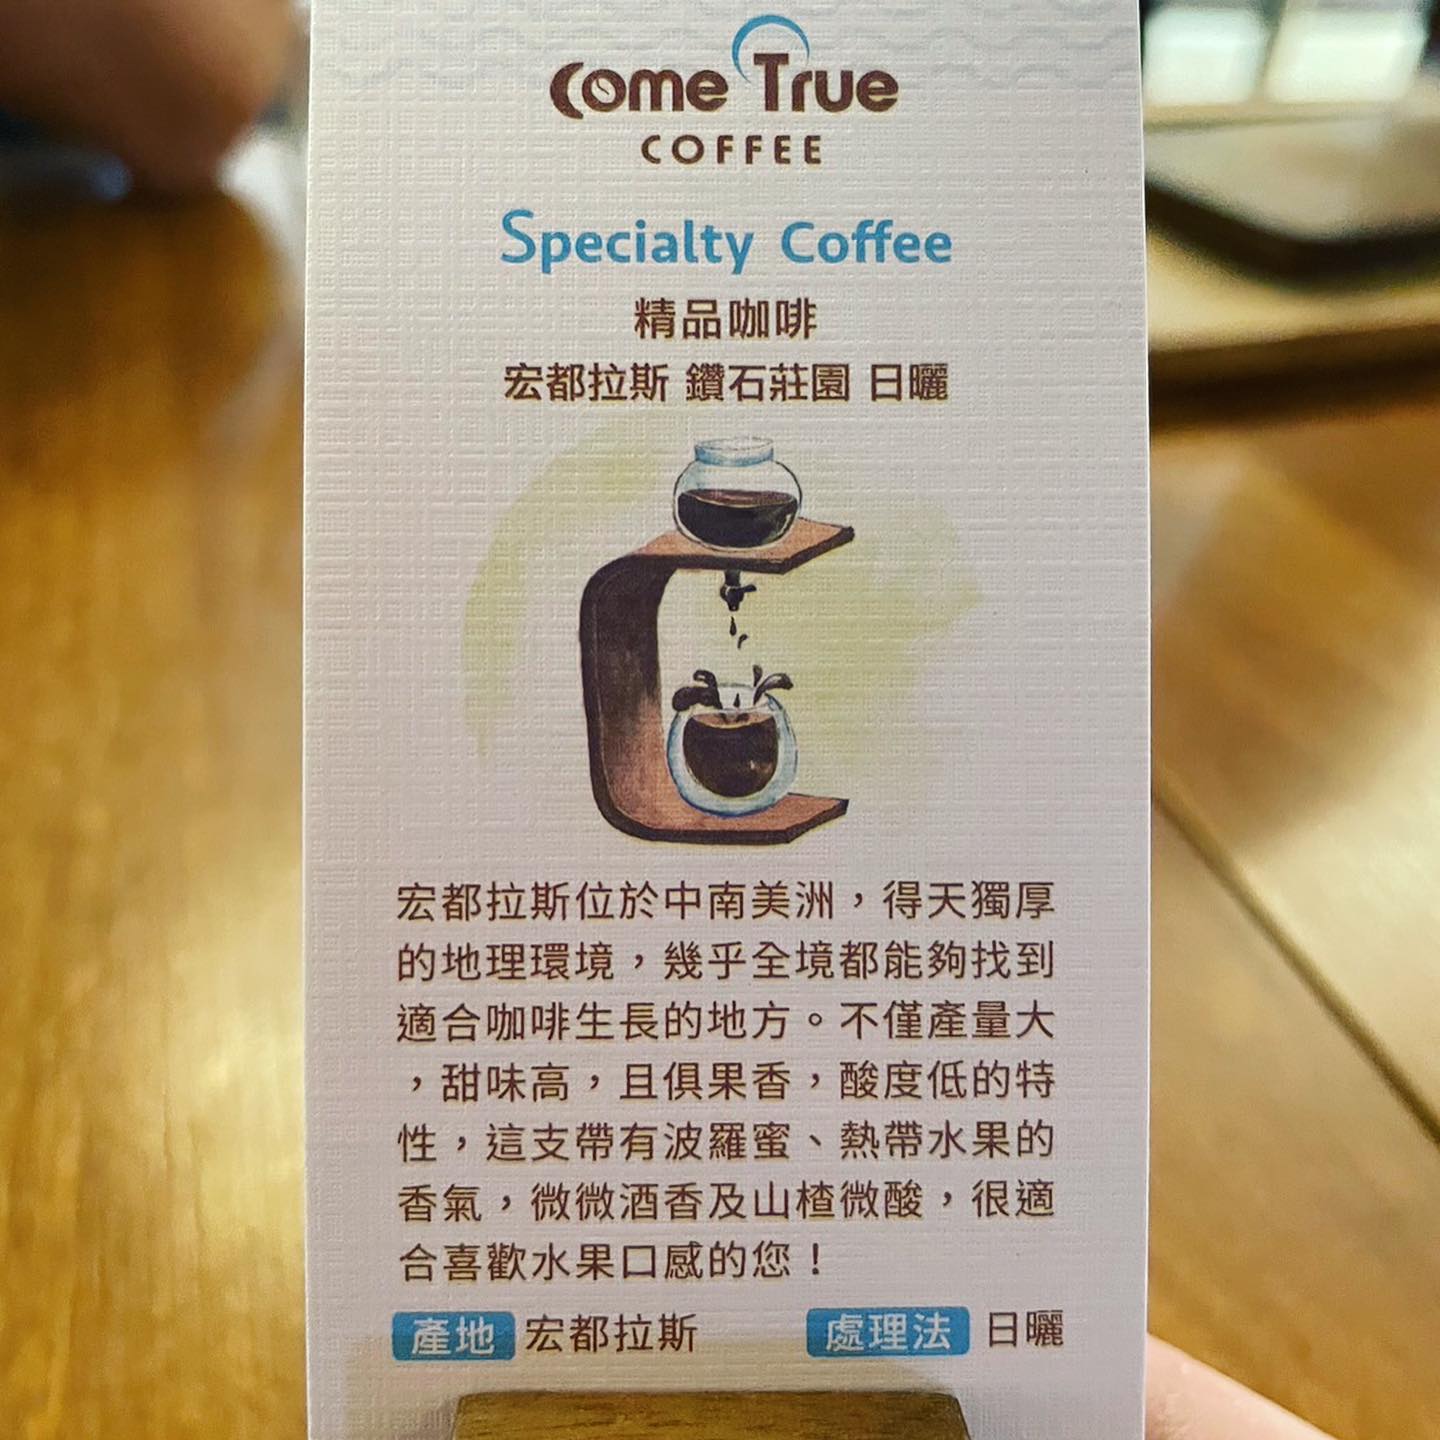 Come True
COFFEE
Specialty Coffee
精品咖啡
宏都拉斯 鑽石莊園 日曬
宏都拉斯位於中南美洲，得天獨厚
的地理環境，幾乎全境都能夠找到
適合咖啡生長的地方。不僅產量大
，甜味高，且俱果香，酸度低的特
性，這支帶有波羅蜜、熱帶水果的
香氣，微微酒香及山楂微酸，很適
合喜歡水果口感的您！
產地 宏都拉斯 處理法 日曬